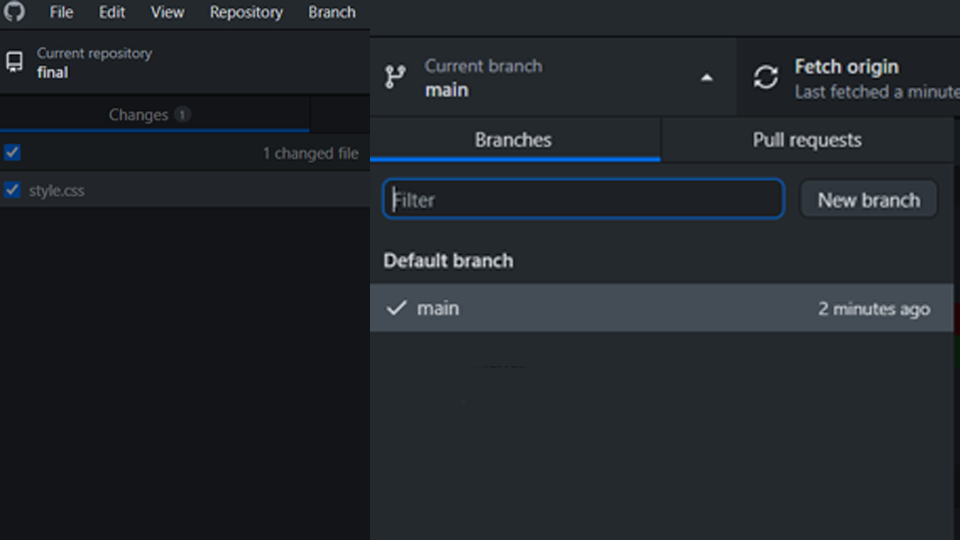 File Edit View Repository Branch
Current repository
final
Changes 1
1 changed file
style.css
Current branch
main
Fetch origin
Last fetched a minute
Branches Pull requests
Filter
New branch
Default branch
main 2 minutes ago